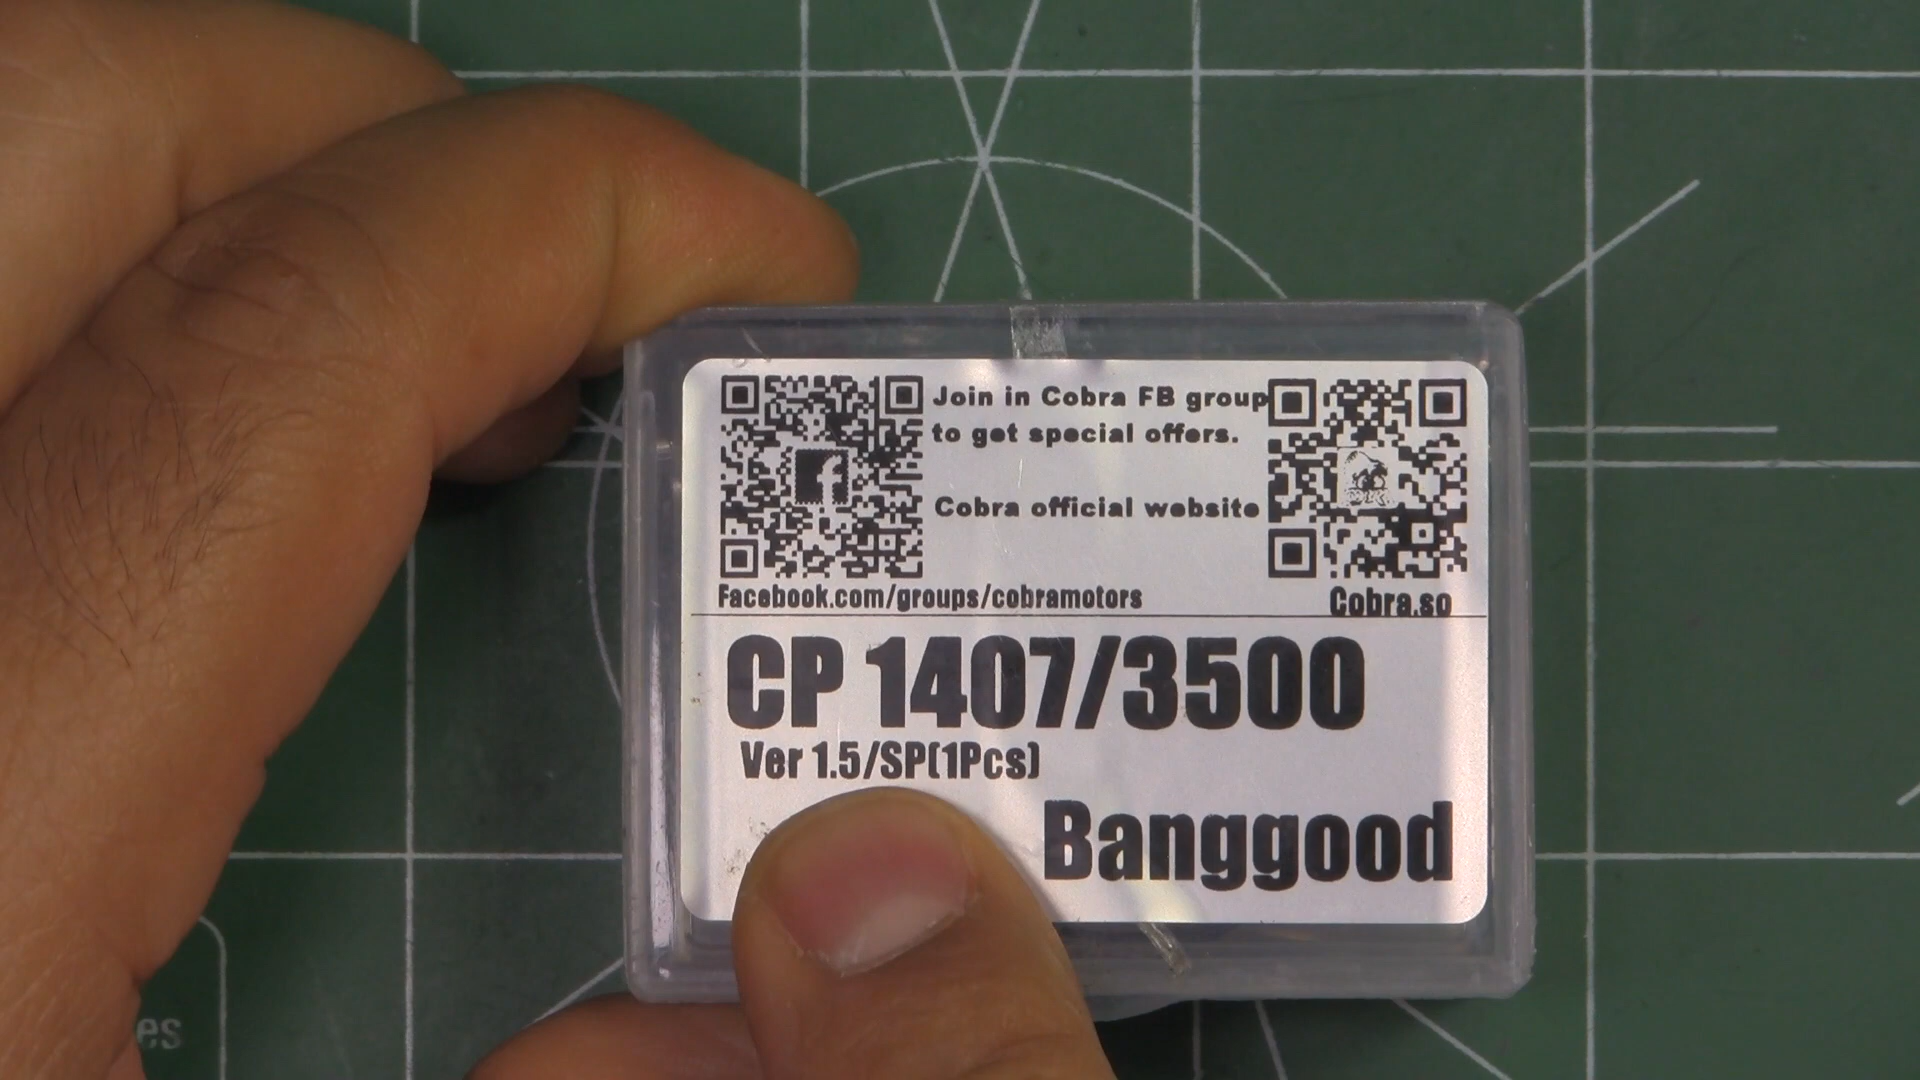 Join in Cobra FB group
to get special offers.
Cobra official website
Facebook.com/groups/cobramotors
Cobra.so
CP 1407/3500
Ver 1.5/SP(1Pcs)
Banggood
es